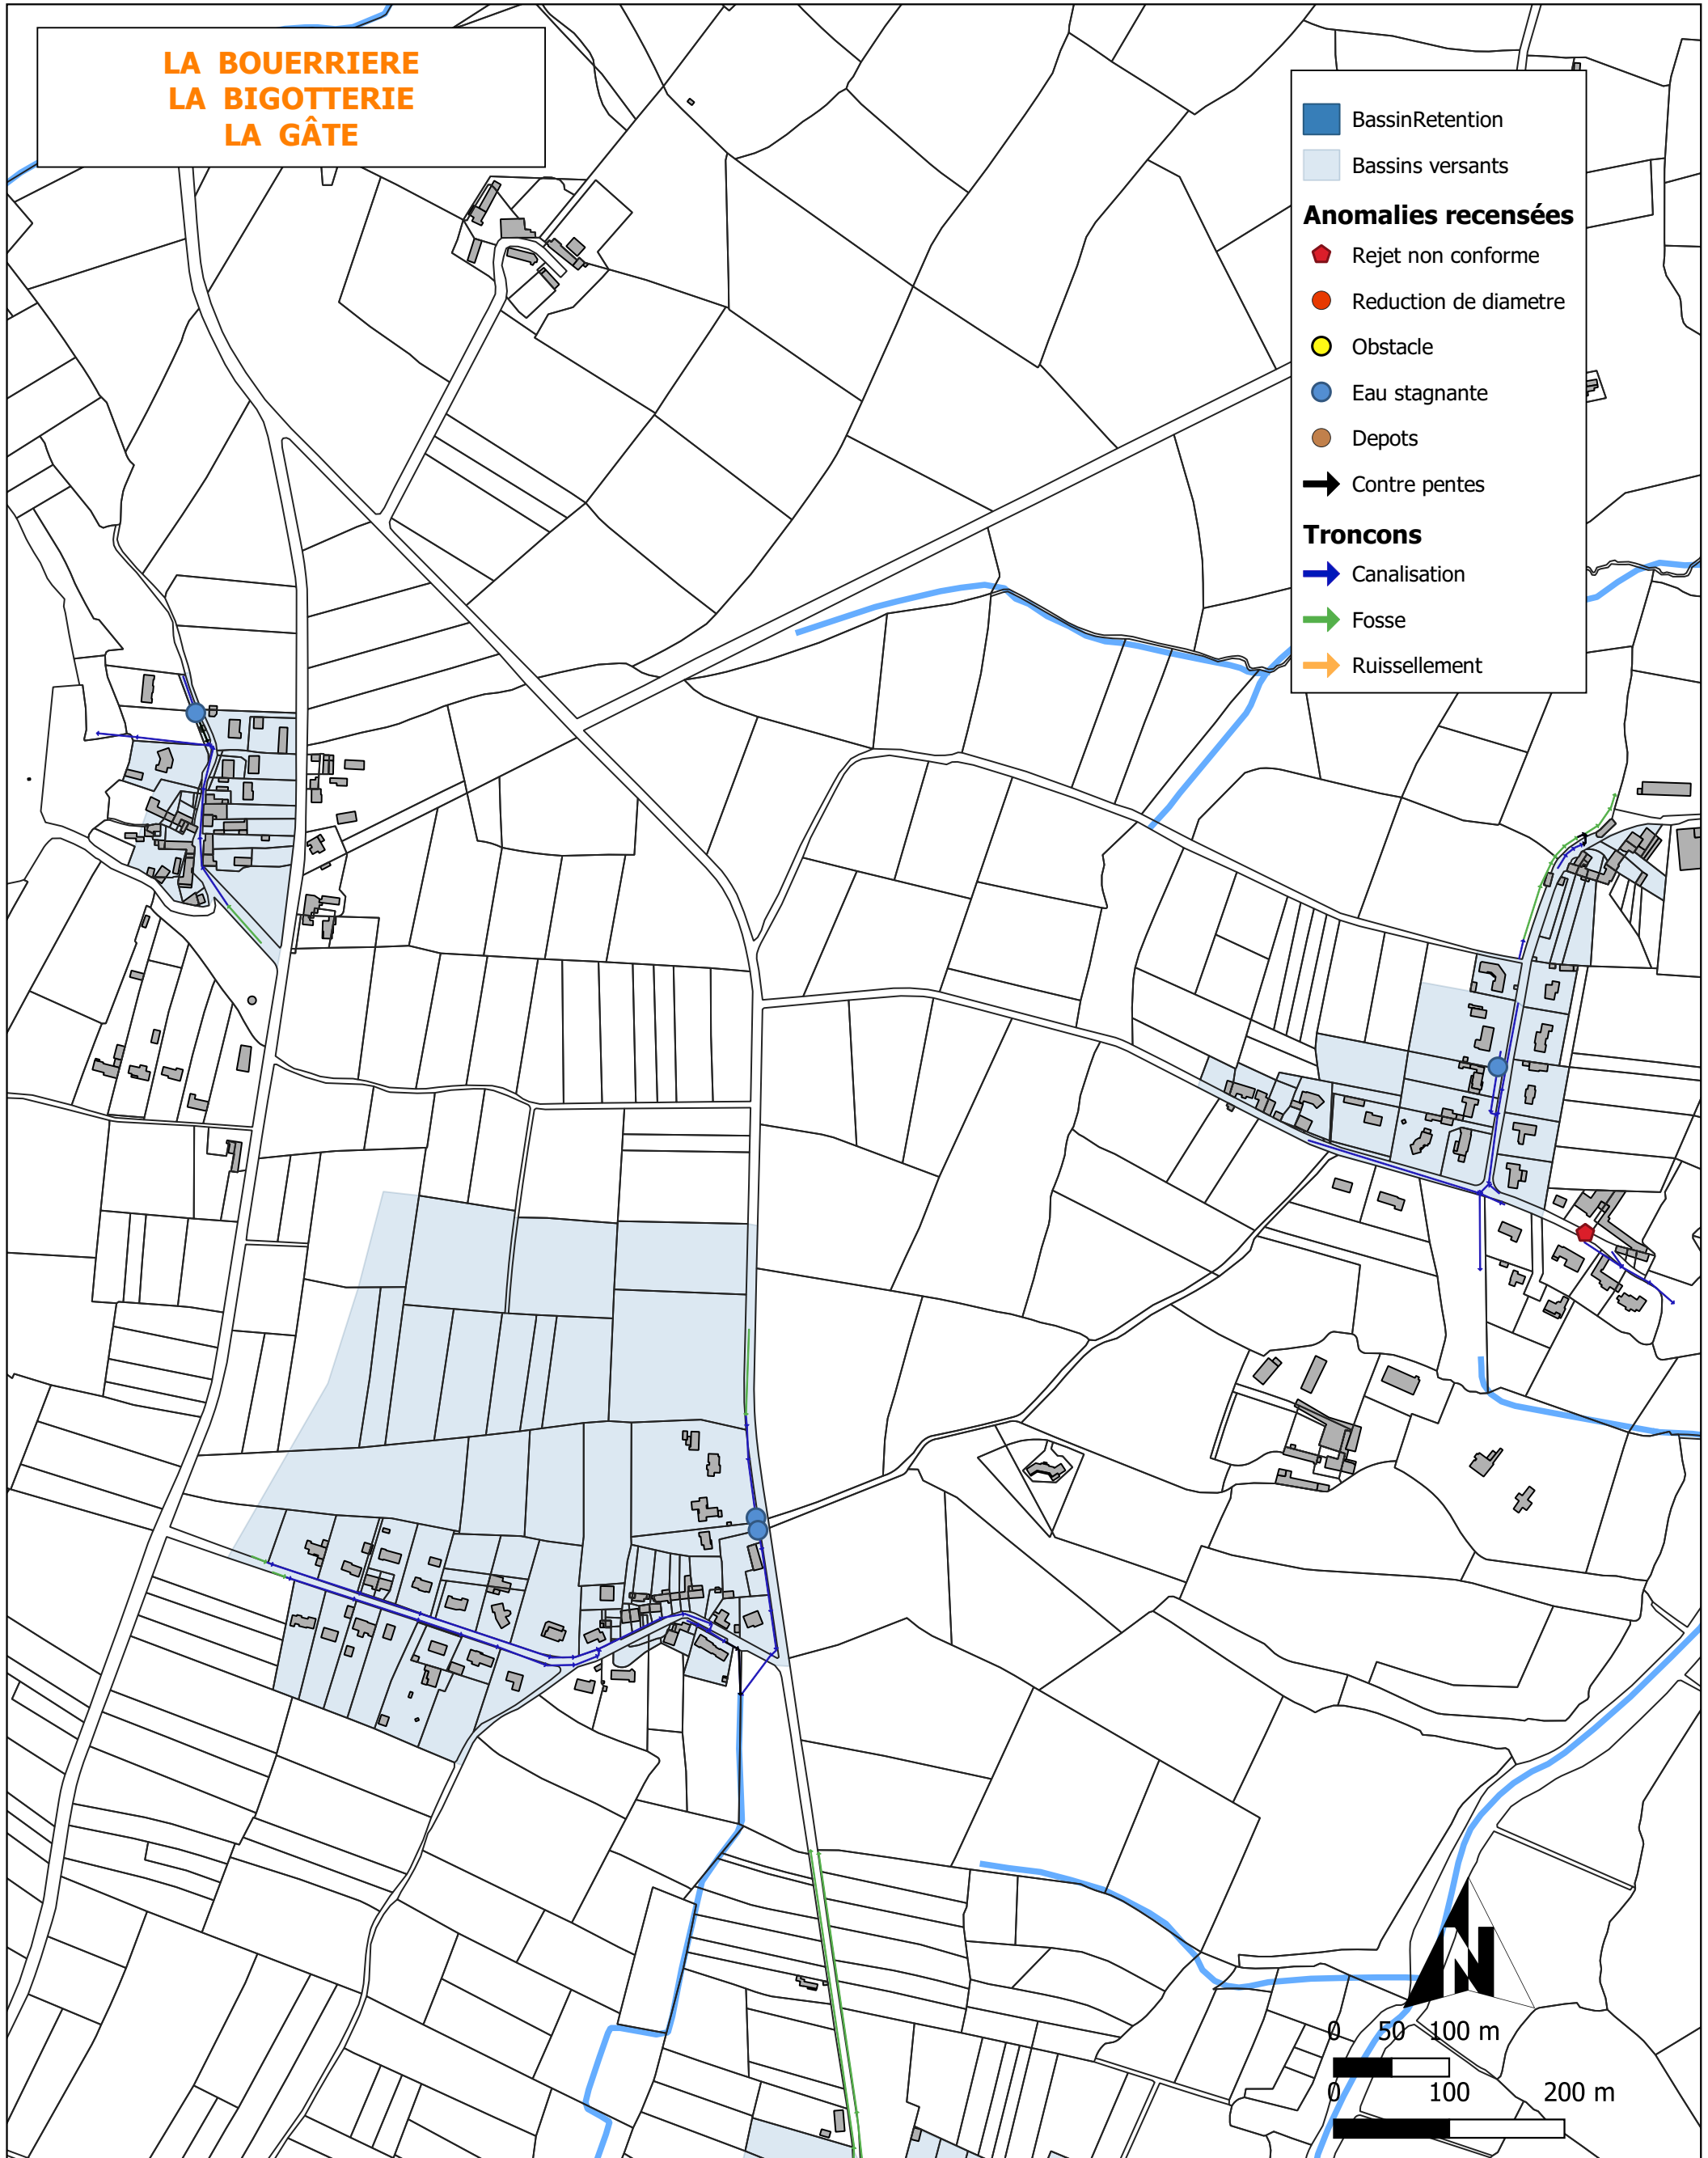 LA BOUERRIERE
LA BIGOTTERIE
LA GÂTE
BassinRetention
Bassins versants
Anomalies recensées
Rejet non conforme
Reduction de diametre
Obstacle
Eau stagnante
Depots
Contre pentes
Troncons
Canalisation
Fosse
Ruissellement
N
0 50 100 m
0 100 200 m